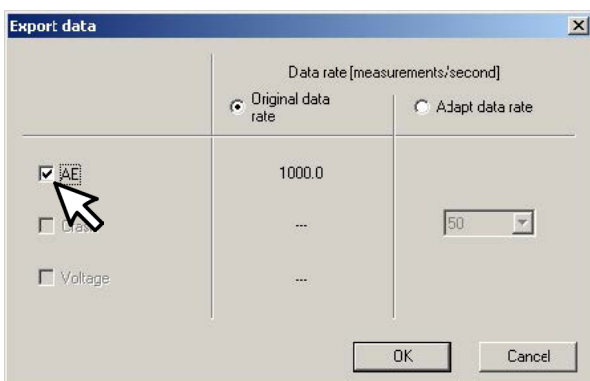 Export data
Data rate [measurements/second]
Original data
rate
Adapt data rate
AE
1000.0
---
50
Voltage
---
OK
Cancel